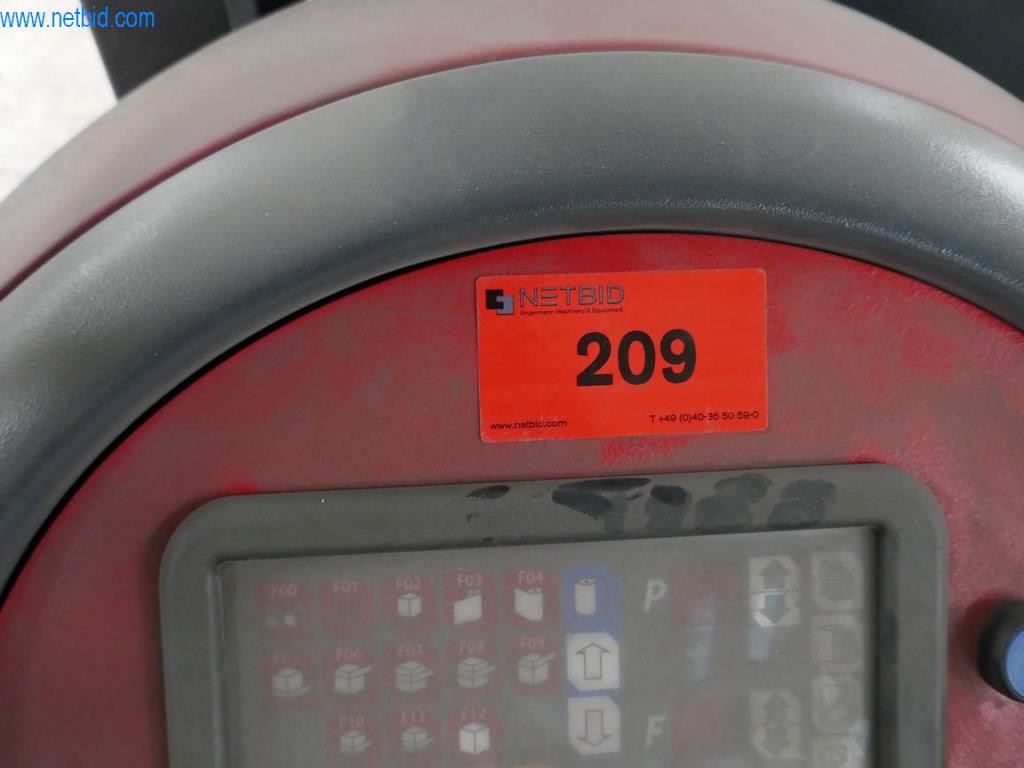 www.netbid.com
NETBID
Angermann Machinery & Equipment
209
www.netbid.com T +49 (0)40-35 50 59-0
F00 F01 F02 F03 F04 P
F06 F07 F08 F09
F10 F11 F12 F